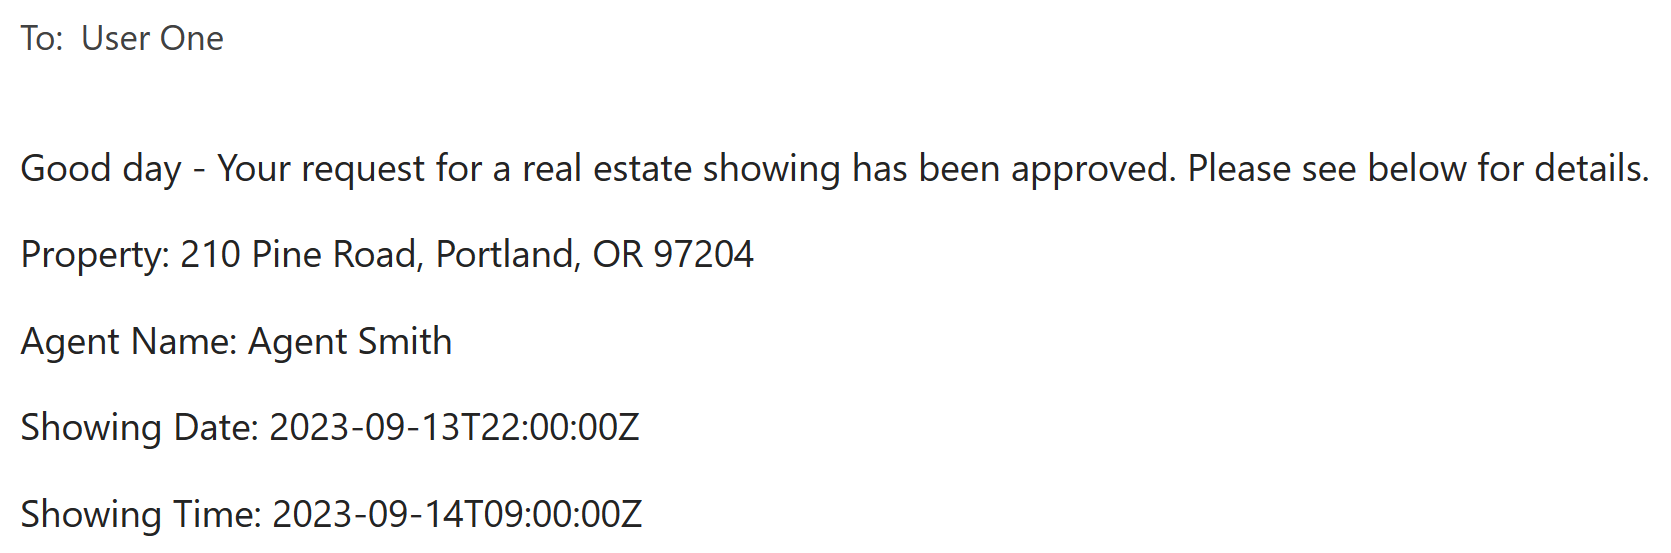 To: User One
Good day - Your request for a real estate showing has been approved. Please see below for details.
Property: 210 Pine Road, Portland, OR 97204
Agent Name: Agent Smith
Showing Date: 2023-09-13T22:00:00Z
Showing Time: 2023-09-14T09:00:00Z